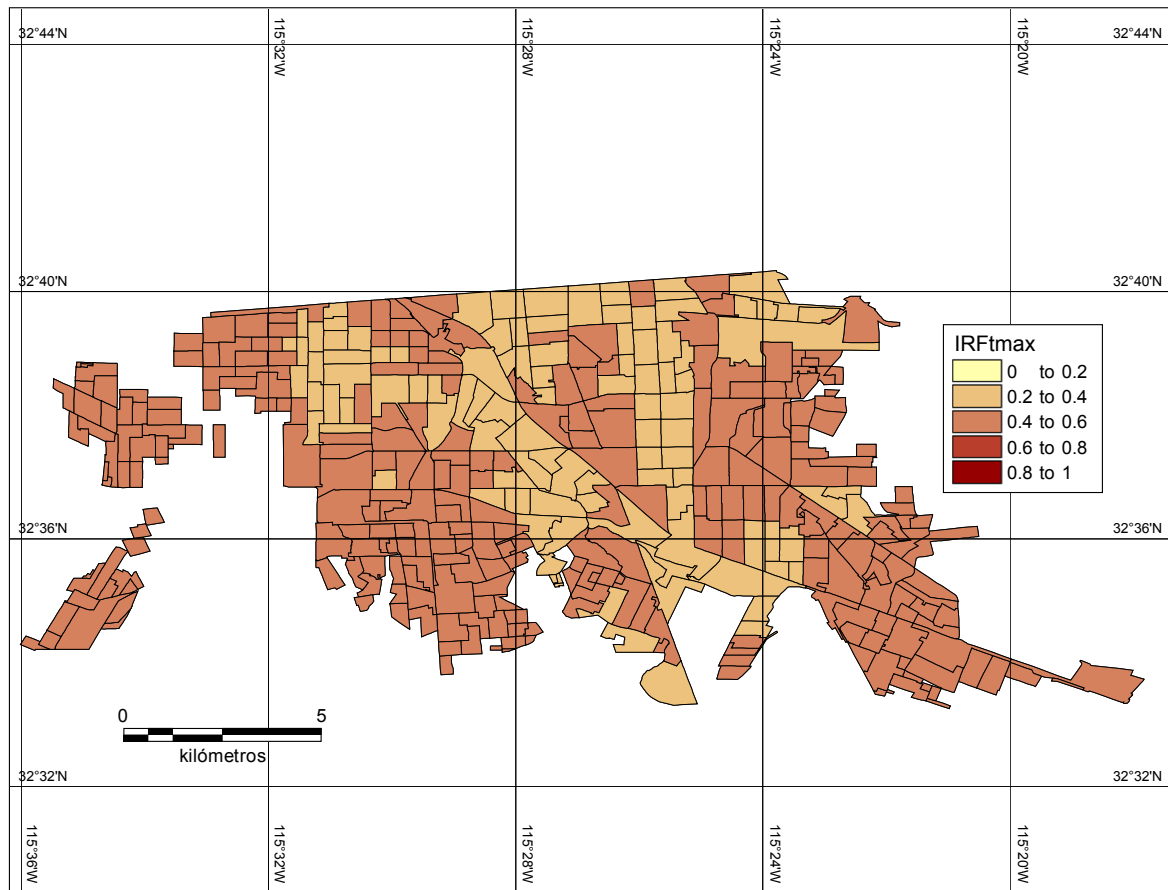 115°32'W
115°28'W
115°24'W
115°20'W
32°44'N
32°44'N
32°40'N
32°40'N
IRFtmax
0 to 0.2
0.2 to 0.4
0.4 to 0.6
0.6 to 0.8
0.8 to 1
32°36'N
32°36'N
0 5
kilómetros
32°32'N
32°32'N
115°36'W
115°32'W
115°28'W
115°24'W
115°20'W